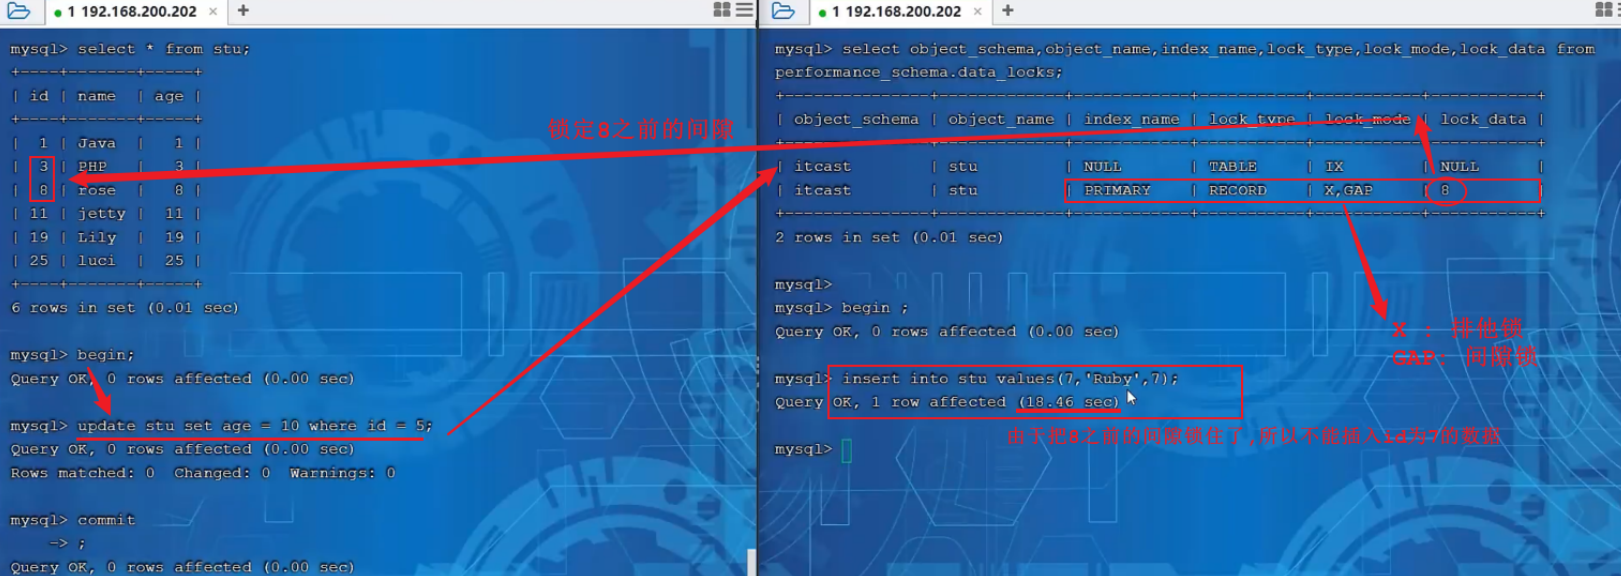 1 192.168.200.202 × +
mysql> select * from stu;
+----+-------+-----+
| id | name | age |
+----+-------+-----+
| 1 | Java | 1 |
| 3 | PHP | 3 |
| 8 | rose | 8 |
| 11 | jetty | 11 |
| 19 | Lily | 19 |
| 25 | luci | 25 |
+----+-------+-----+
6 rows in set (0.01 sec)
mysql> begin;
Query OK, 0 rows affected (0.00 sec)
mysql> update stu set age = 10 where id = 5;
Query OK, 0 rows affected (0.00 sec)
Rows matched: 0 Changed: 0 Warnings: 0
mysql> commit
-> ;
Query OK, 0 rows affected (0.00 sec)
锁定8之前的间隙
1 192.168.200.202 × +
mysql> select object_schema,object_name,index_name,lock_type,lock_mode,lock_data from
performance_schema.data_locks;
+---------------+-------------+------------+-----------+-----------+-----------+
| object_schema | object_name | index_name | lock_type | lock_mode | lock_data |
+---------------+-------------+------------+-----------+-----------+-----------+
| itcast | stu | NULL | TABLE | IX | NULL |
| itcast | stu | PRIMARY | RECORD | X,GAP | 8 |
+---------------+-------------+------------+-----------+-----------+-----------+
2 rows in set (0.01 sec)
mysql>
mysql> begin ;
Query OK, 0 rows affected (0.00 sec)
X : 排他锁
GAP: 间隙锁
mysql> insert into stu values(7,'Ruby',7);
Query OK, 1 row affected (18.46 sec)
由于把8之前的间隙锁住了,所以不能插入id为7的数据
mysql>